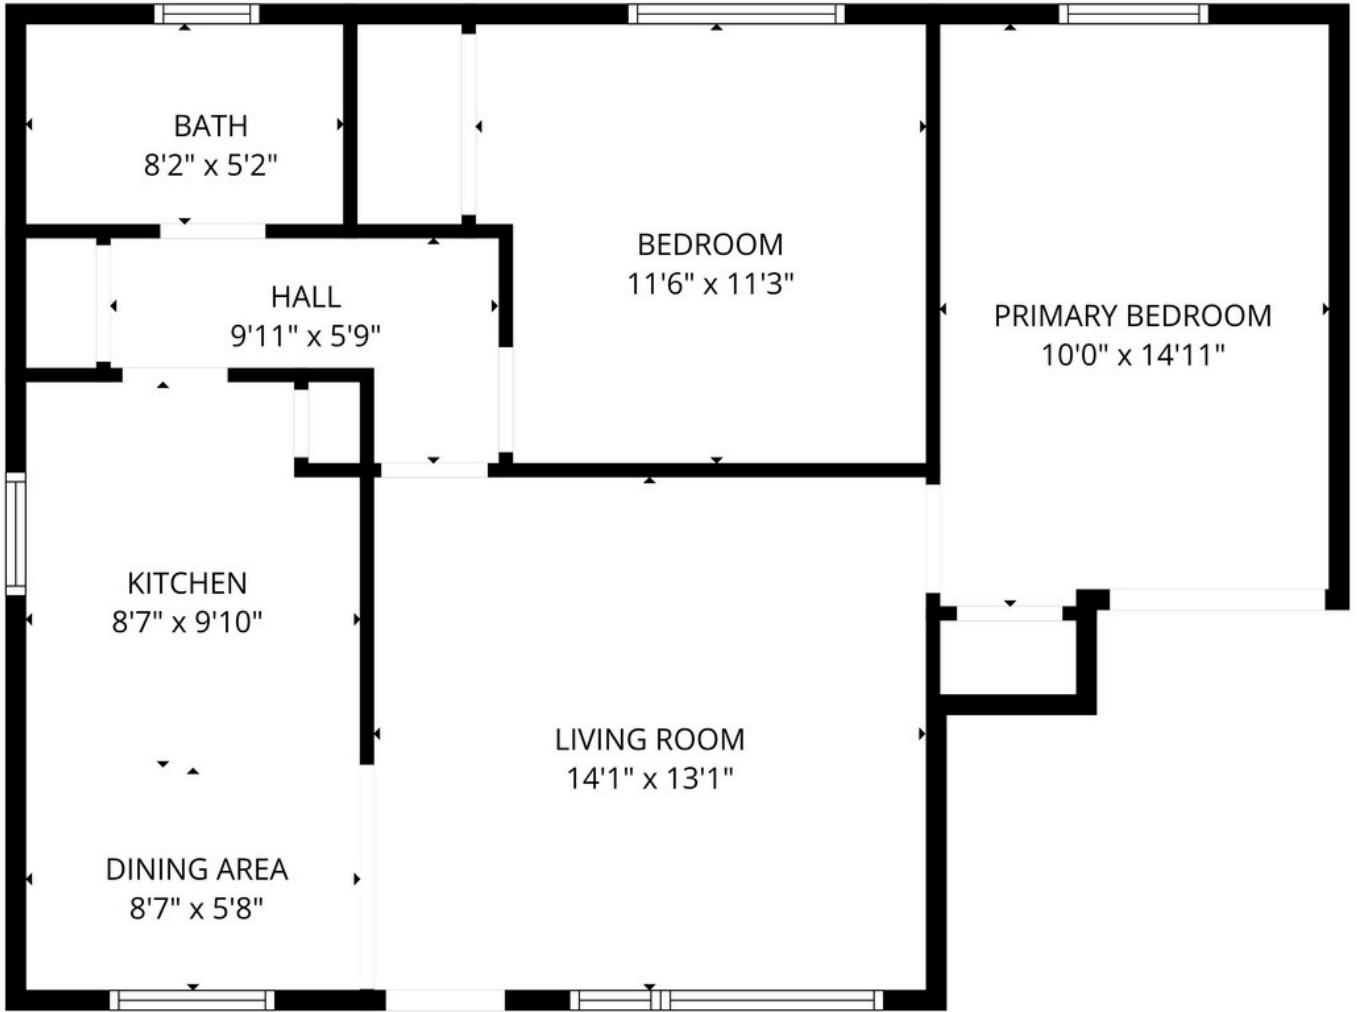 BATH
8'2" x 5'2"
BEDROOM
11'6" x 11'3"
HALL
9'11" x 5'9"
PRIMARY BEDROOM
10'0" x 14'11"
KITCHEN
8'7" x 9'10"
LIVING ROOM
14'1" x 13'1"
DINING AREA
8'7" x 5'8"